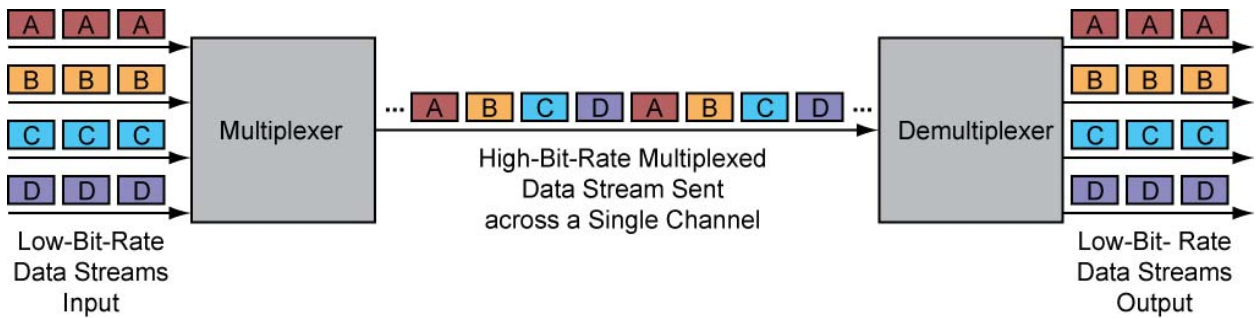 A A A
B B B
C C C
D D D
Low-Bit-Rate
Data Streams
Input
Multiplexer
... A B C D A B C D ...
High-Bit-Rate Multiplexed
Data Stream Sent
across a Single Channel
Demultiplexer
A A A
B B B
C C C
D D D
Low-Bit- Rate
Data Streams
Output